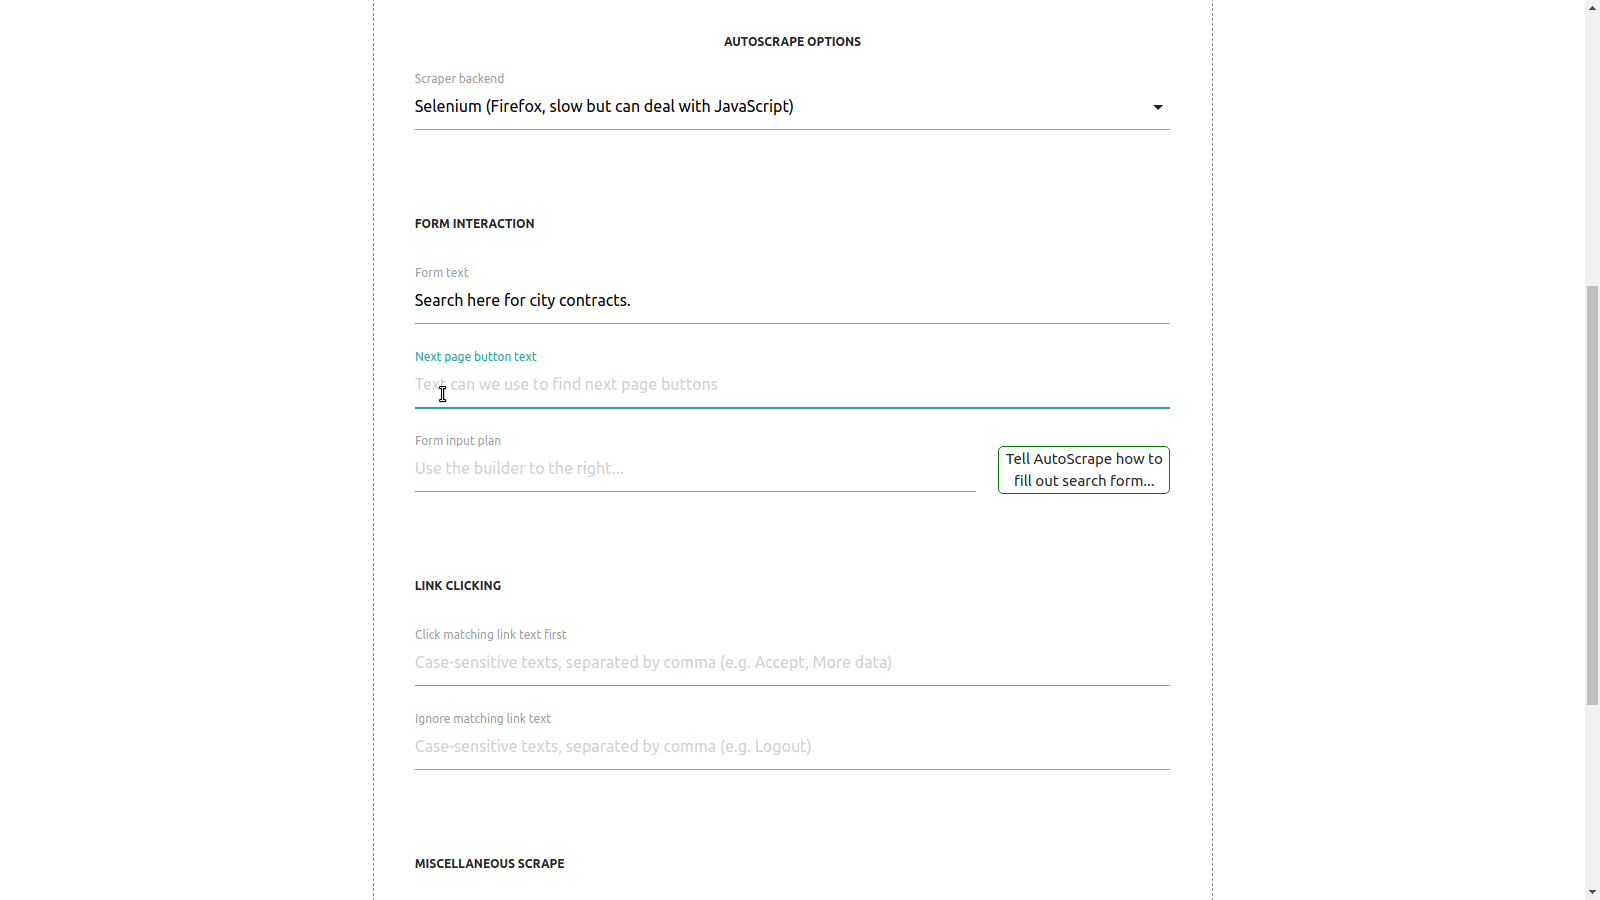 AUTOSCRAPE OPTIONS
Scraper backend
Selenium (Firefox, slow but can deal with JavaScript)
FORM INTERACTION
Form text
Search here for city contracts.
Next page button text
Text can we use to find next page buttons
Form input plan
Use the builder to the right...
Tell AutoScrape how to
fill out search form...
LINK CLICKING
Click matching link text first
Case-sensitive texts, separated by comma (e.g. Accept, More data)
Ignore matching link text
Case-sensitive texts, separated by comma (e.g. Logout)
MISCELLANEOUS SCRAPE